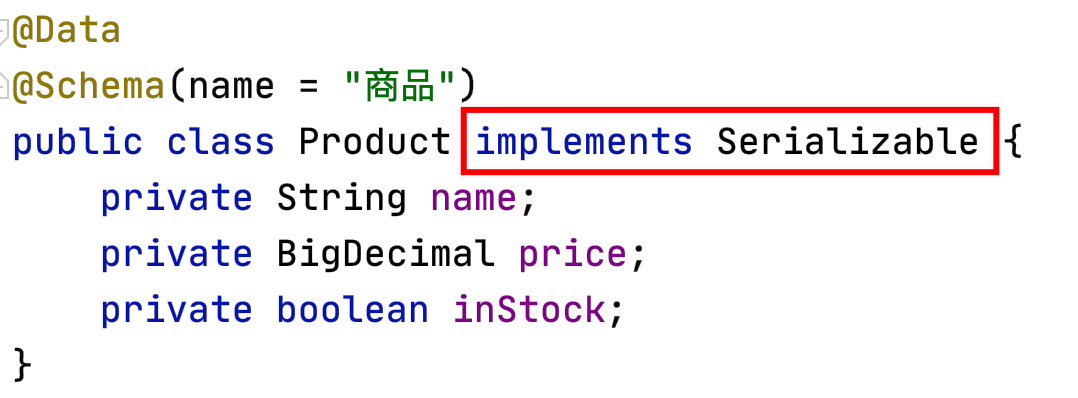 @Data
@Schema(name = "商品")
public class Product implements Serializable {
    private String name;
    private BigDecimal price;
    private boolean inStock;
}